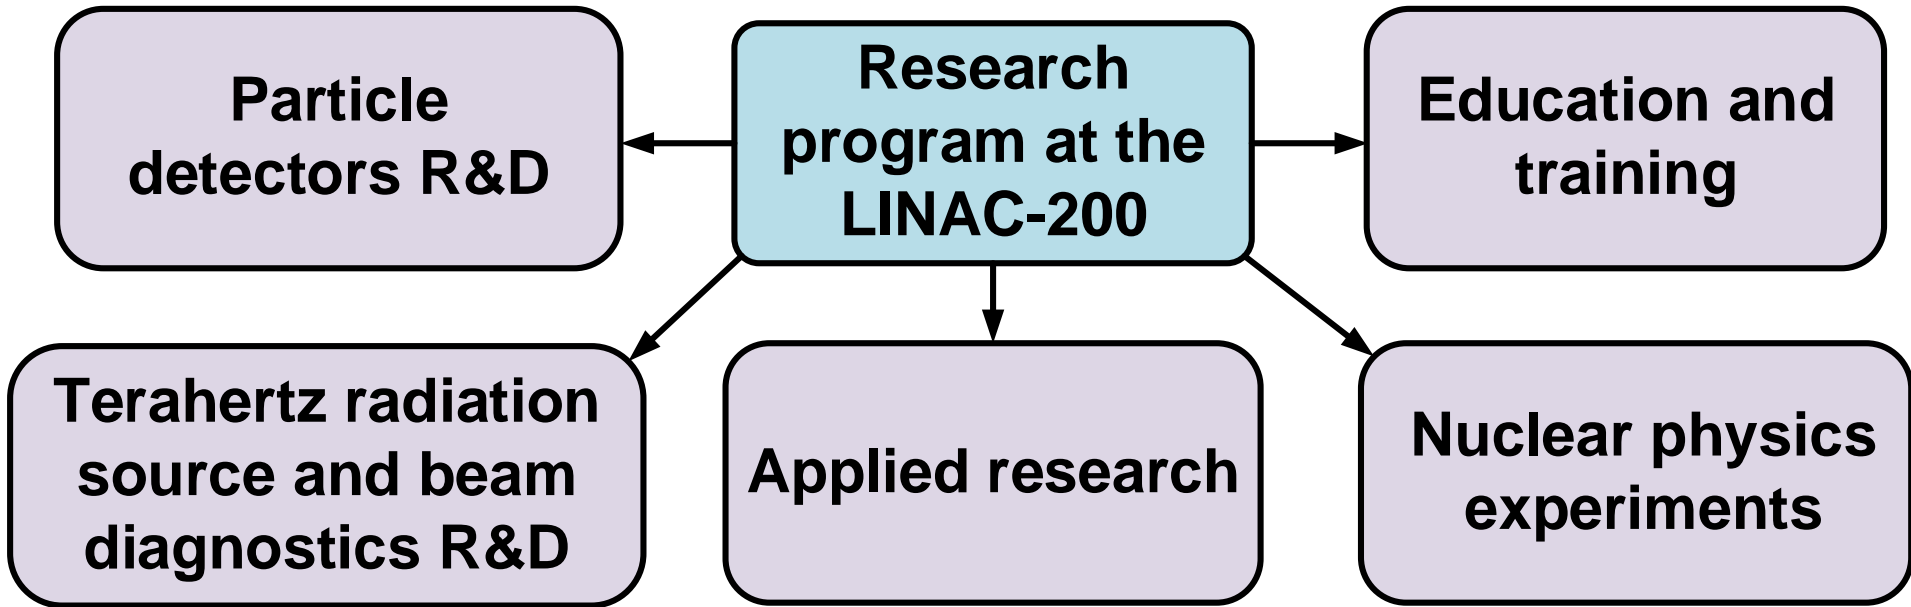 Particle
detectors R&D
Research
program at the
LINAC-200
Education and
training
Terahertz radiation
source and beam
diagnostics R&D
Applied research
Nuclear physics
experiments